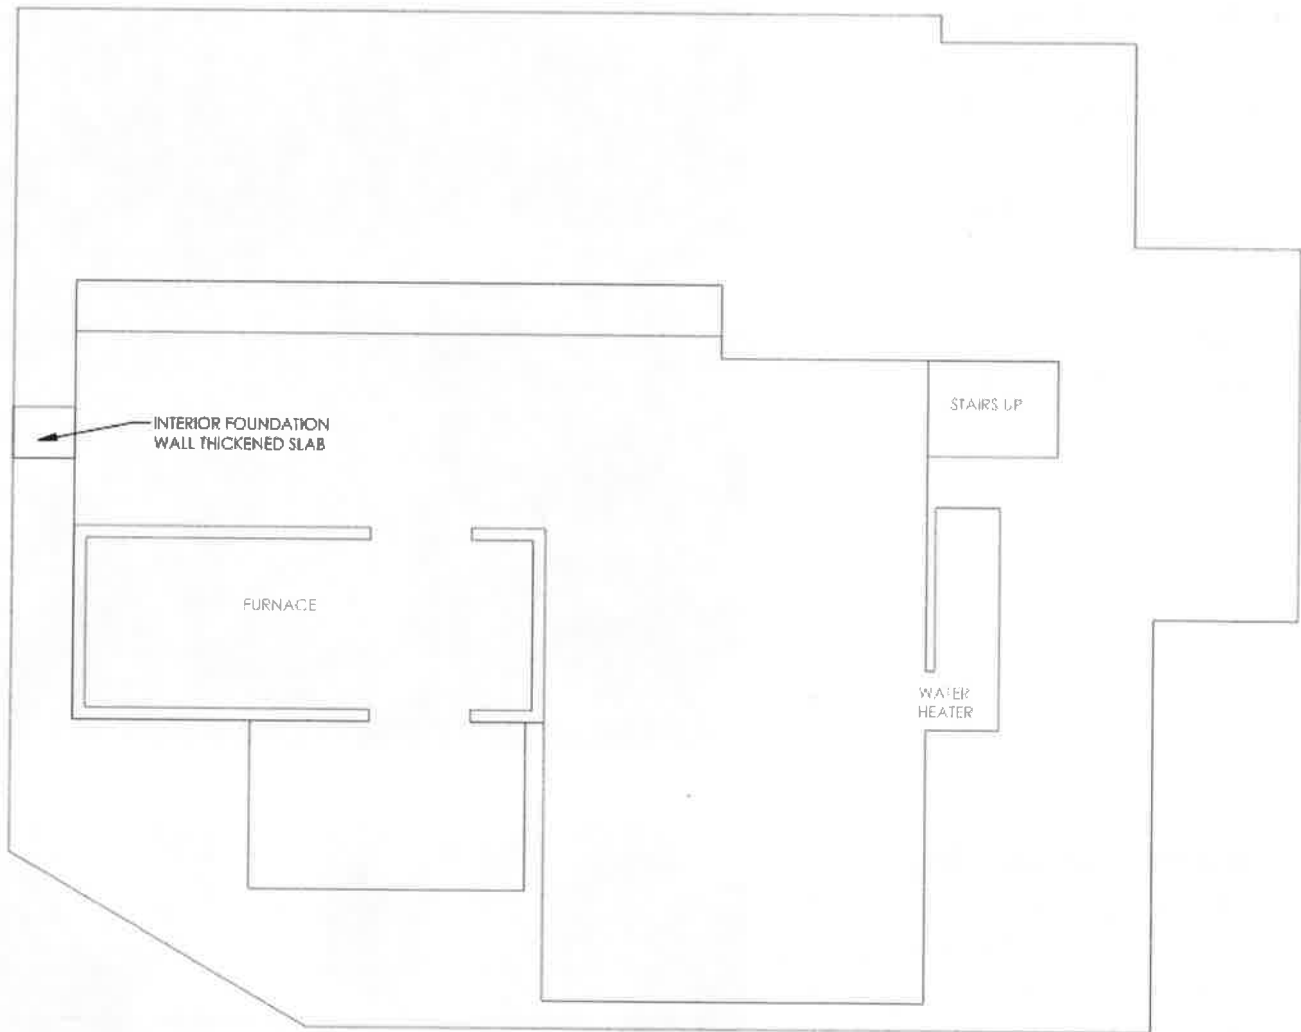 STAIRS UP
INTERIOR FOUNDATION
WALL THICKENED SLAB
FURNACE
WATER
HEATER